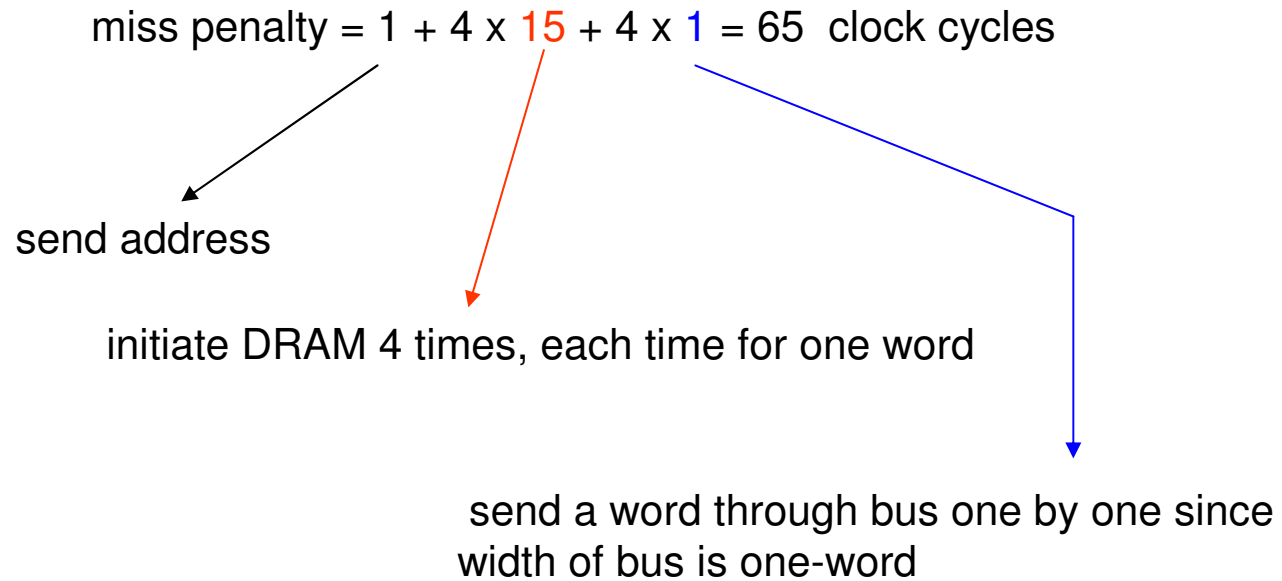 miss penalty = 1 + 4 x 15 + 4 x 1 = 65 clock cycles
send address
initiate DRAM 4 times, each time for one word
send a word through bus one by one since
width of bus is one-word